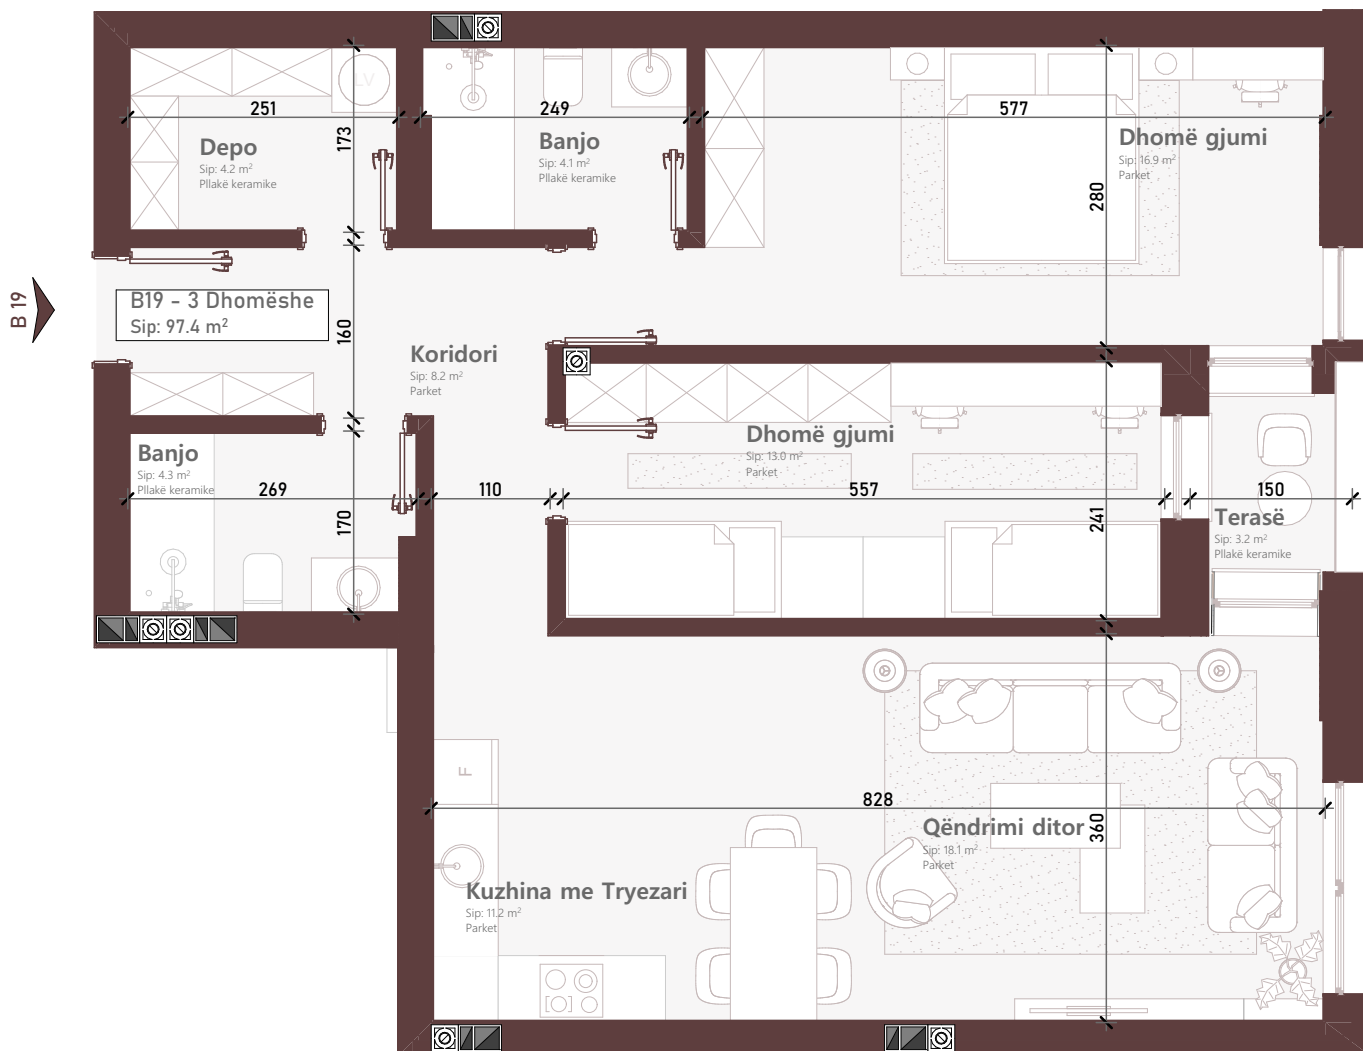 251
249
577
Depo
Sip: 4.2 m²
Pllakë keramike
173
LV
Banjo
Sip: 4.1 m²
Pllakë keramike
Dhomë gjumi
Sip: 16.9 m²
Parket
280
B 19
B19 - 3 Dhomëshe
Sip: 97.4 m²
160
Koridori
Sip: 8.2 m²
Parket
Banjo
Sip: 4.3 m²
Pllakë keramike
269
170
110
Dhomë gjumi
Sip: 13.0 m²
Parket
557
241
150
Terasë
Sip: 3.2 m²
Pllakë keramike
F
828
360
Qëndrimi ditor
Sip: 18.1 m²
Parket
Kuzhina me Tryezari
Sip: 11.2 m²
Parket